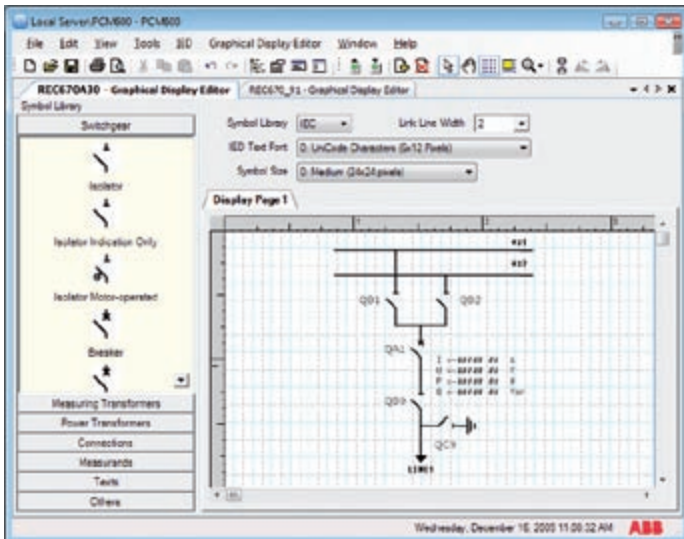 Local Server\PCM600 - PCM600
File Edit View Tools IED Graphical Display Editor Window Help
REC670A30 - Graphical Display Editor
REC670_91 - Graphical Display Editor
Symbol Library
Switchgear
Isolator
Isolator Indication Only
Isolator Motor-operated
Breaker
Measuring Transformers
Power Transformers
Connections
Measurands
Texts
Others
Symbol Library IEC
Link Line Width 2
IED Text Font 0: UniCode Characters (6x12 Pixels)
Symbol Size 0: Medium (24x24 pixels)
Display Page 1
QB1
QB2
QA1
QB9
QC9
LINE1
Wednesday, December 16, 2009 11:08:32 AM
ABB